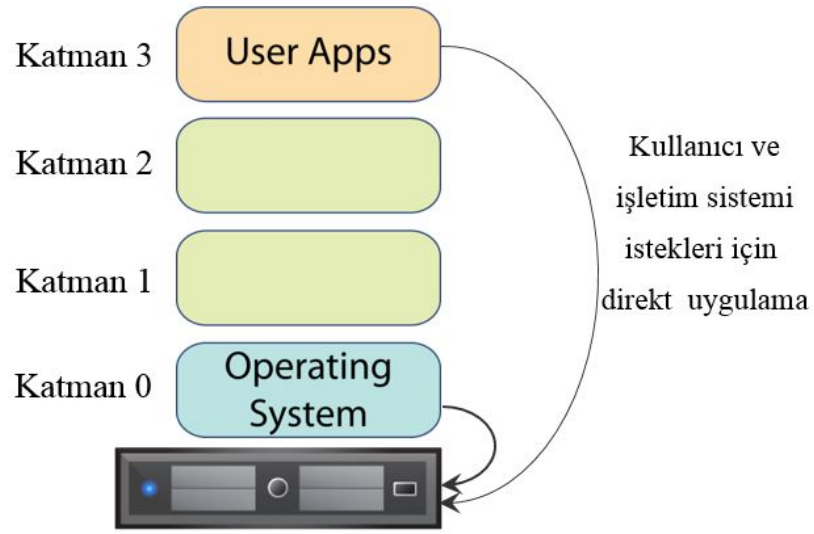 Katman 3
User Apps
Katman 2
Katman 1
Katman 0
Operating
System
Kullanıcı ve
işletim sistemi
istekleri için
direkt uygulama